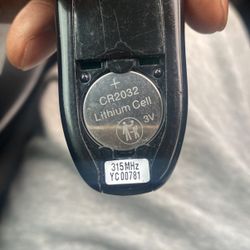 +
CR2032
Lithium Cell
3V
315MHz
YC00781